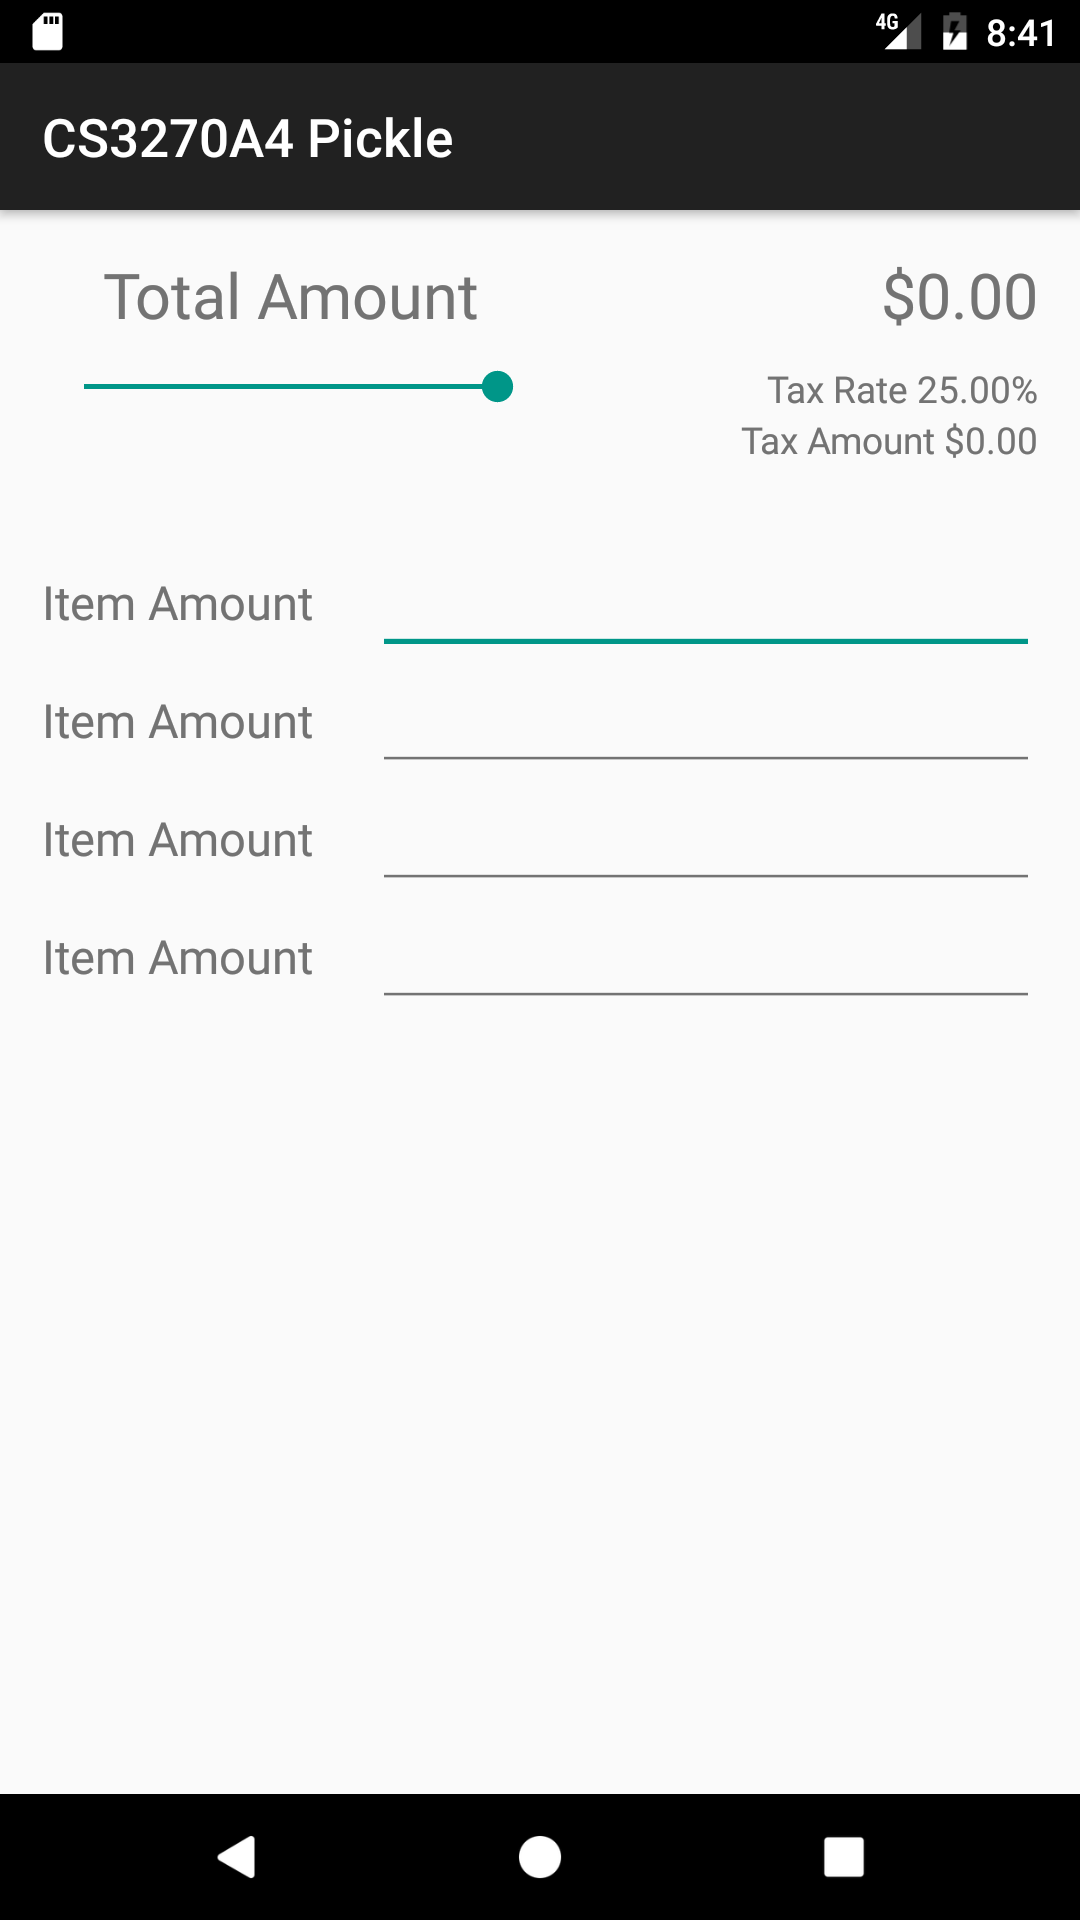 4G 8:41
CS3270A4 Pickle
Total Amount $0.00
Tax Rate 25.00%
Tax Amount $0.00
Item Amount
Item Amount
Item Amount
Item Amount